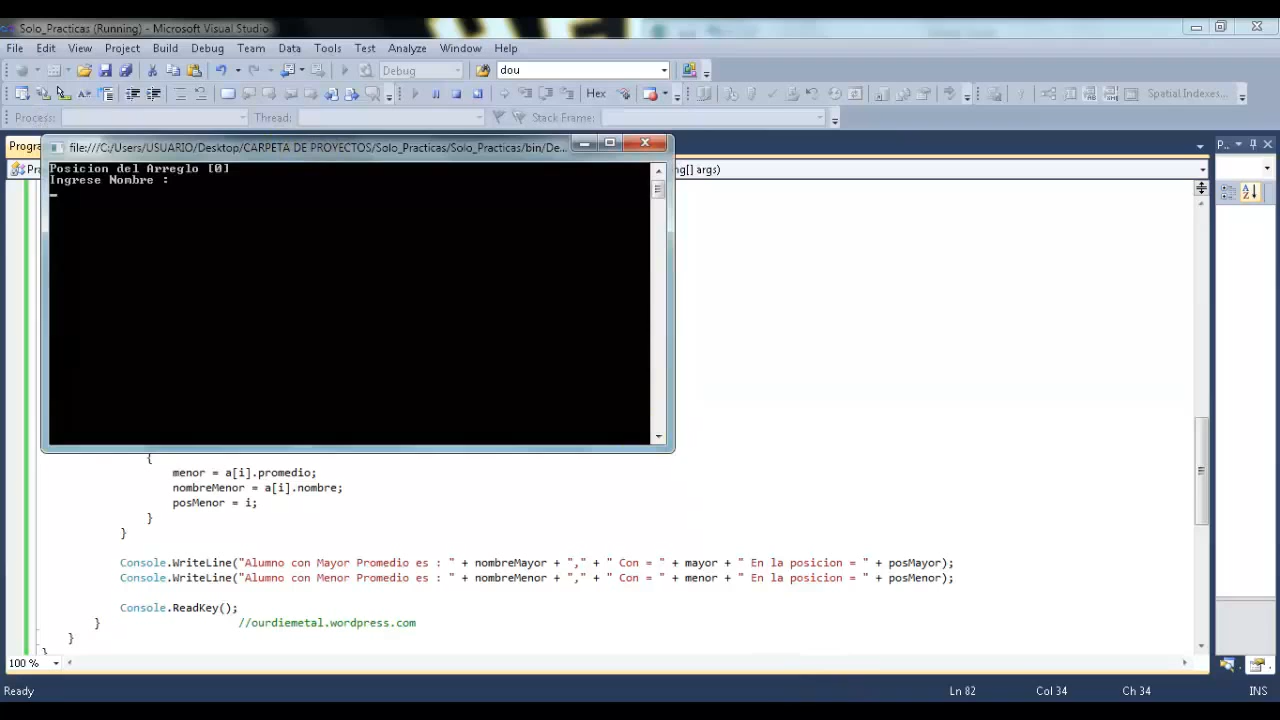 Solo_Practicas (Running) - Microsoft Visual Studio
File Edit View Project Build Debug Team Data Tools Test Analyze Window Help
Debug dou
Hex Spatial Indexes...
Process: Thread: Stack Frame:
Progra
file:///C:/Users/USUARIO/Desktop/CARPETA DE PROYECTOS/Solo_Practicas/Solo_Practicas/bin/De...
P..
Pra
ng[] args)
Posicion del Arreglo [0]
Ingrese Nombre :
{
menor = a[i].promedio;
nombreMenor = a[i].nombre;
posMenor = i;
}
}
Console.WriteLine("Alumno con Mayor Promedio es : " + nombreMayor + "," + " Con = " + mayor + " En la posicion = " + posMayor);
Console.WriteLine("Alumno con Menor Promedio es : " + nombreMenor + "," + " Con = " + menor + " En la posicion = " + posMenor);
Console.ReadKey();
} //ourdiemetal.wordpress.com
}
100 %
Ready Ln 82 Col 34 Ch 34 INS